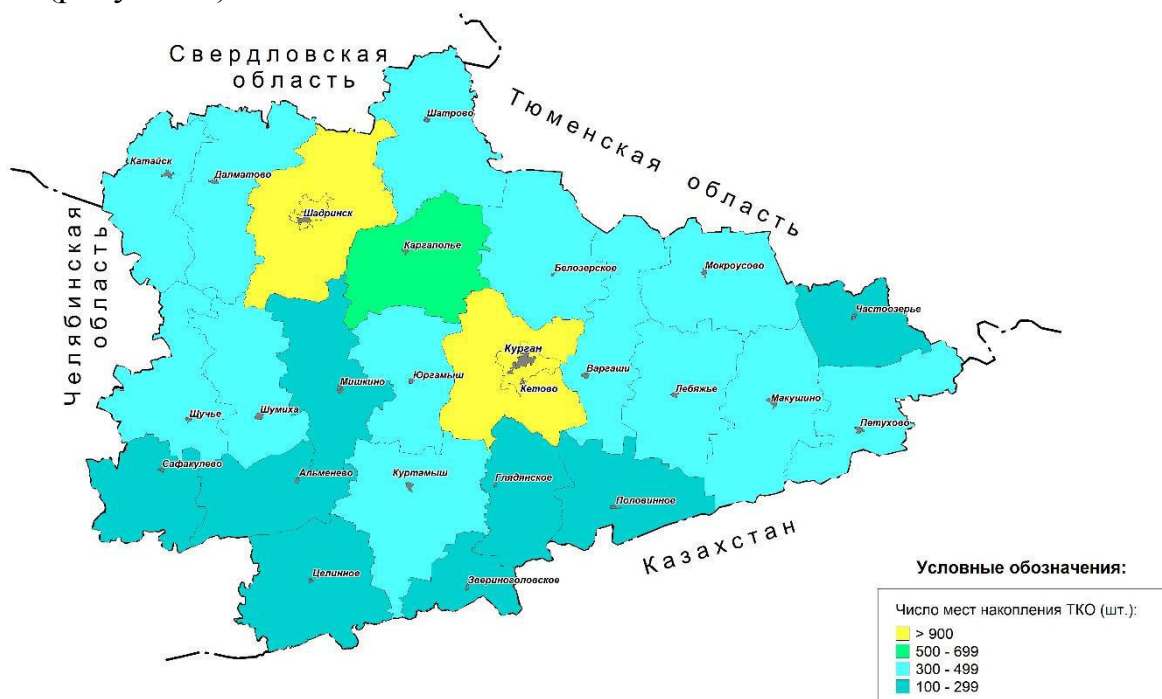 Свердловская
область
Тюменская область
Челябинская
область
Казахстан
Шатрово
Катайск
Далматово
Шадринск
Каргаполье
Белозерское
Мокроусово
Частоозерье
Курган
Кетово
Варгаши
Юргамыш
Мишкино
Лебяжье
Макушино
Петухово
Щучье
Шумиха
Сафакулево
Альменево
Куртамыш
Глядянское
Половинное
Целинное
Звериноголовское
Условные обозначения:
Число мест накопления ТКО (шт.):
> 900
500 - 699
300 - 499
100 - 299